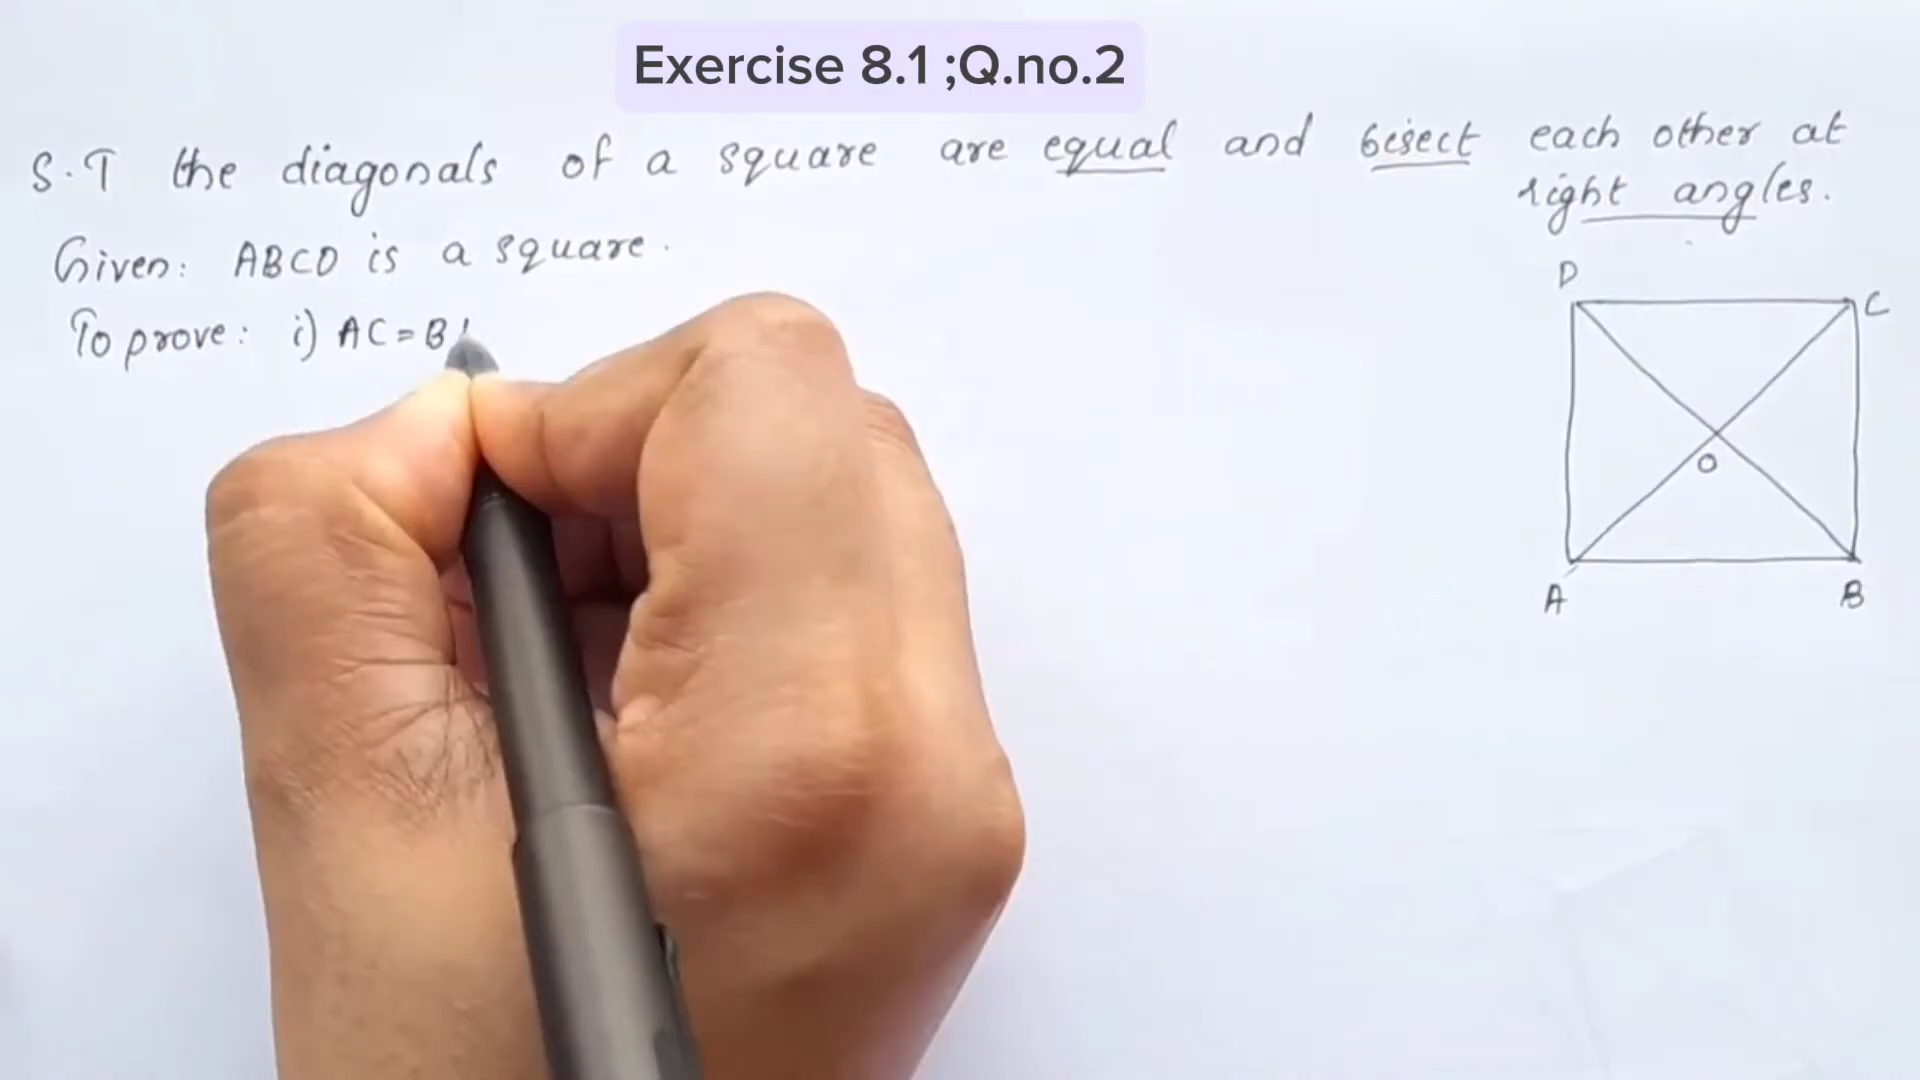 Exercise 8.1 ;Q.no.2
S.T the diagonals of a square are equal and bisect each other at
right angles.
Given: ABCD is a square.
To prove: i) AC=B
D
C
O
A
B